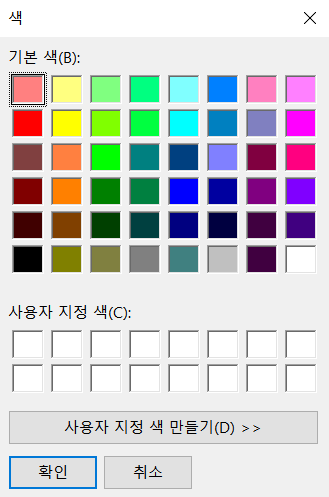 색
기본 색(B):
사용자 지정 색(C):
사용자 지정 색 만들기(D) >>
확인
취소